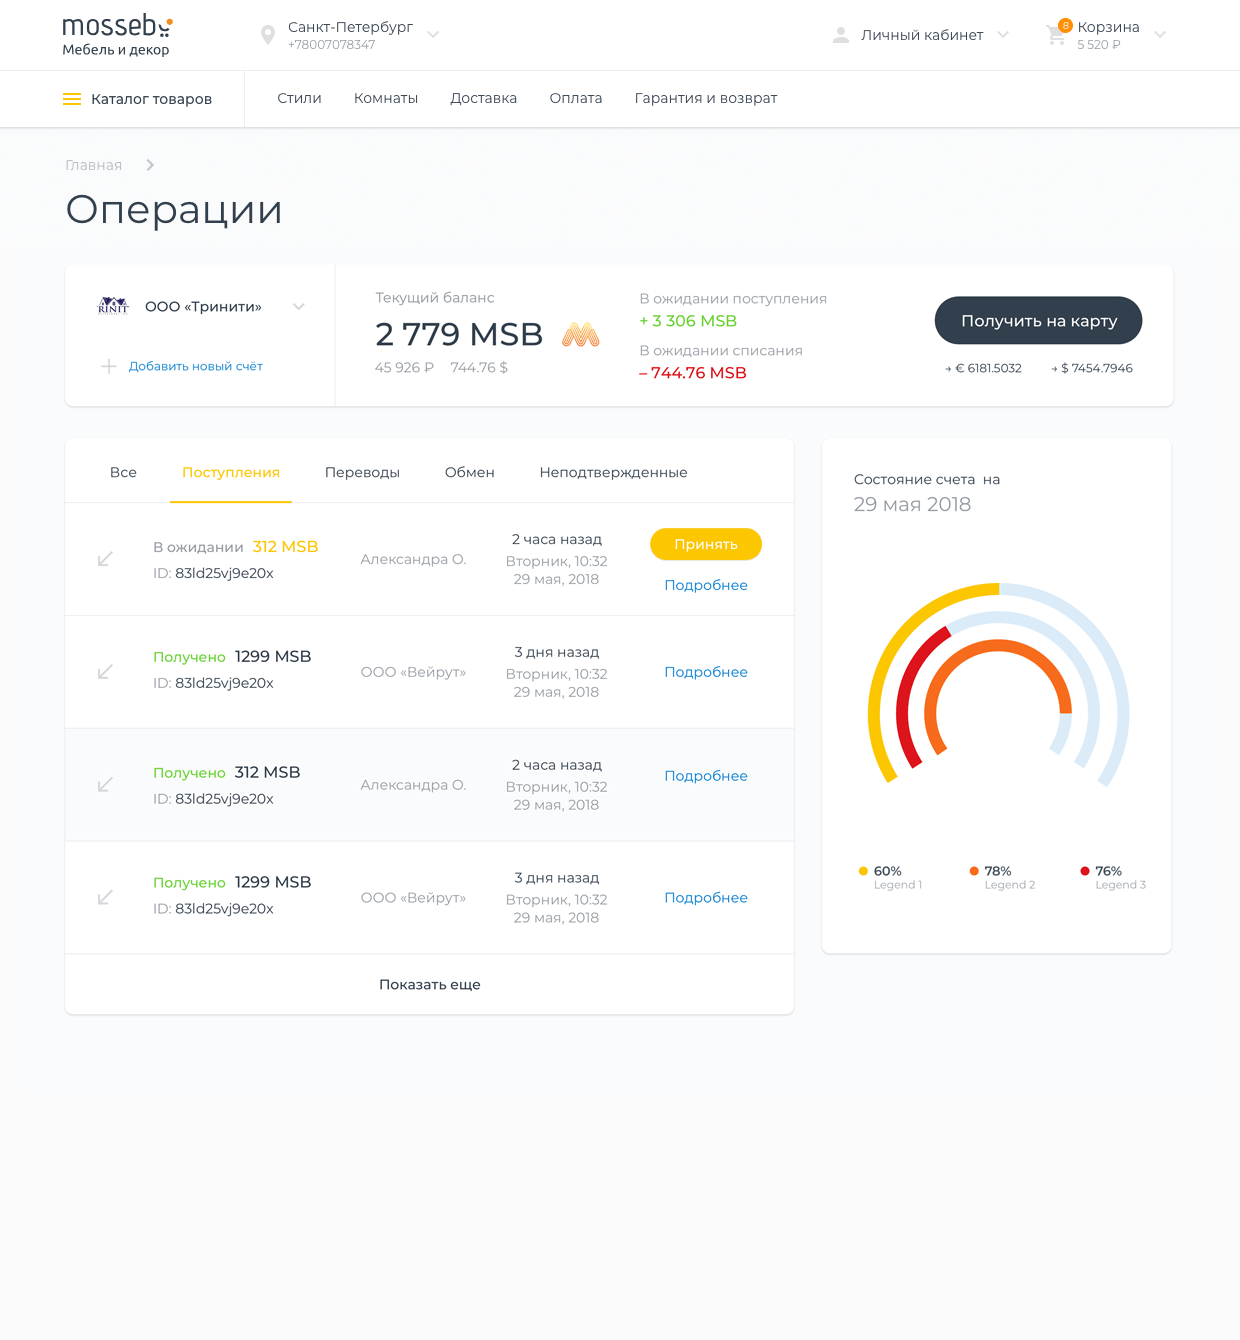 mosseb
Мебель и декор
Санкт-Петербург
+78007078347
Личный кабинет
8
Корзина
5 520 ₽
Каталог товаров
Стили
Комнаты
Доставка
Оплата
Гарантия и возврат
Главная
Операции
RINIT
ООО «Тринити»
Добавить новый счёт
Текущий баланс
2 779 MSB
45 926 ₽ 744.76 $
В ожидании поступления
+ 3 306 MSB
В ожидании списания
– 744.76 MSB
Получить на карту
→ € 6181.5032 → $ 7454.7946
Все Поступления Переводы Обмен Неподтвержденные
В ожидании 312 MSB
ID: 83ld25vj9e20x
Александра О.
2 часа назад
Вторник, 10:32
29 мая, 2018
Принять
Подробнее
Получено 1299 MSB
ID: 83ld25vj9e20x
ООО «Вейрут»
3 дня назад
Вторник, 10:32
29 мая, 2018
Подробнее
Получено 312 MSB
ID: 83ld25vj9e20x
Александра О.
2 часа назад
Вторник, 10:32
29 мая, 2018
Подробнее
Получено 1299 MSB
ID: 83ld25vj9e20x
ООО «Вейрут»
3 дня назад
Вторник, 10:32
29 мая, 2018
Подробнее
Показать еще
Состояние счета на
29 мая 2018
60%
Legend 1
78%
Legend 2
76%
Legend 3